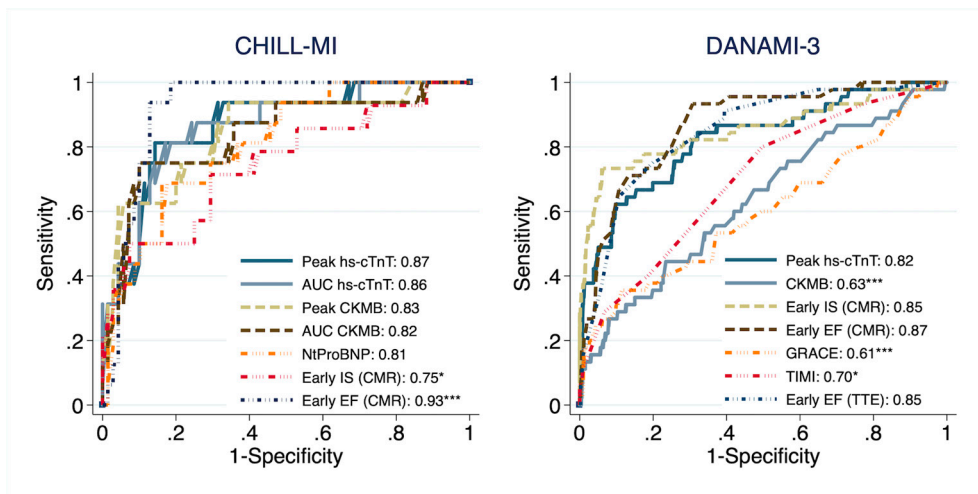 CHILL-MI
1
.8
.6
.4
.2
0
Sensitivity
Peak hs-cTnT: 0.87
AUC hs-cTnT: 0.86
Peak CKMB: 0.83
AUC CKMB: 0.82
NtProBNP: 0.81
Early IS (CMR): 0.75*
Early EF (CMR): 0.93***
0 .2 .4 .6 .8 1
1-Specificity
DANAMI-3
1
.8
.6
.4
.2
0
Sensitivity
Peak hs-cTnT: 0.82
CKMB: 0.63***
Early IS (CMR): 0.85
Early EF (CMR): 0.87
GRACE: 0.61***
TIMI: 0.70*
Early EF (TTE): 0.85
0 .2 .4 .6 .8 1
1-Specificity